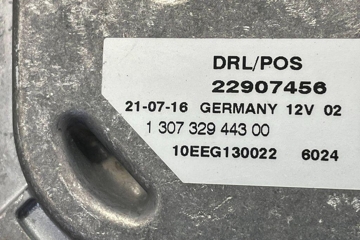 DRL/POS
22907456
21-07-16 GERMANY 12V 02
1 307 329 443 00
10EEG130022 6024